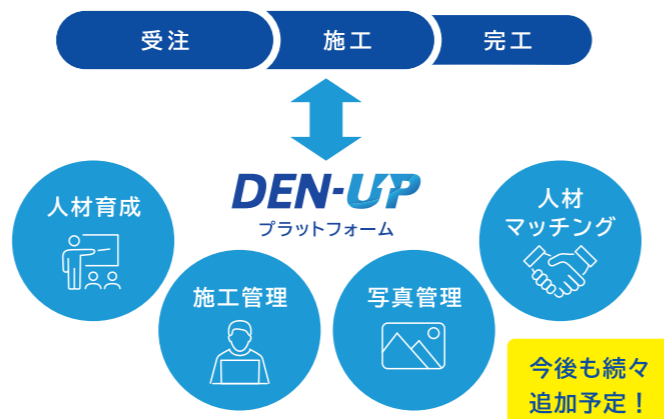 受注 施工 完工
DEN-UP
プラットフォーム
人材育成
施工管理
写真管理
人材
マッチング
今後も続々
追加予定！